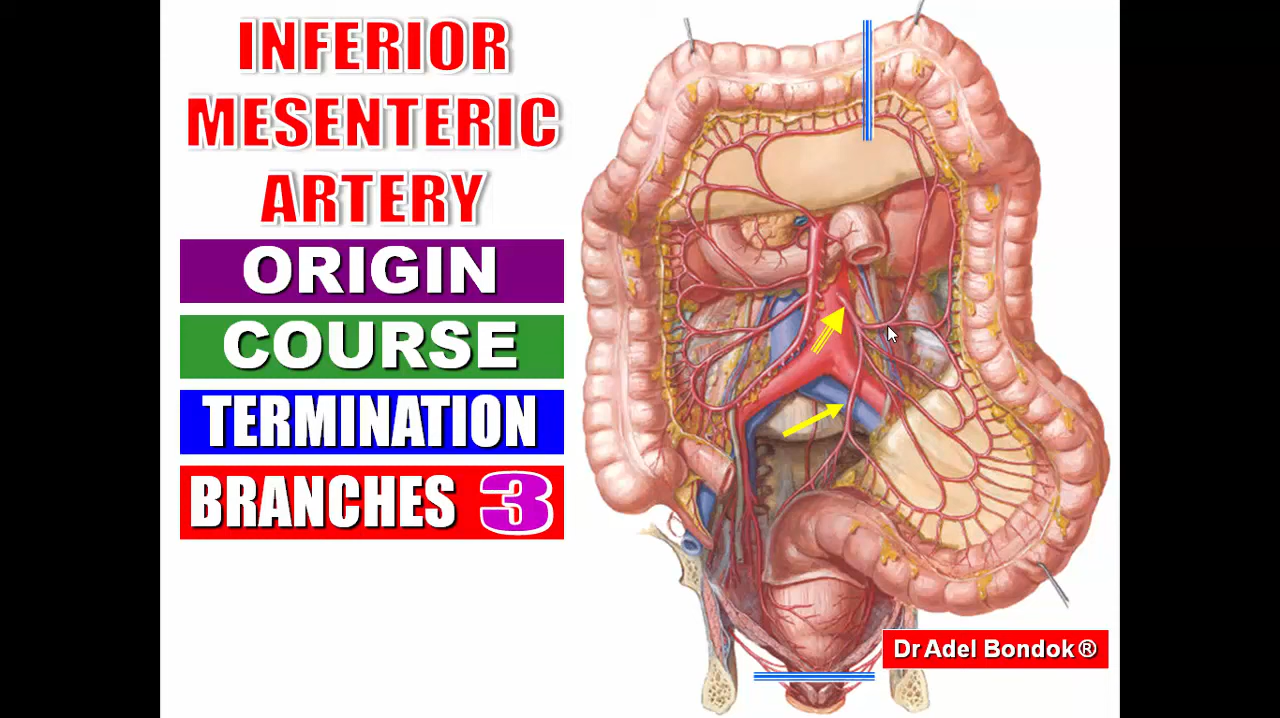 INFERIOR
MESENTERIC
ARTERY
ORIGIN
COURSE
TERMINATION
BRANCHES 3
Dr Adel Bondok ®